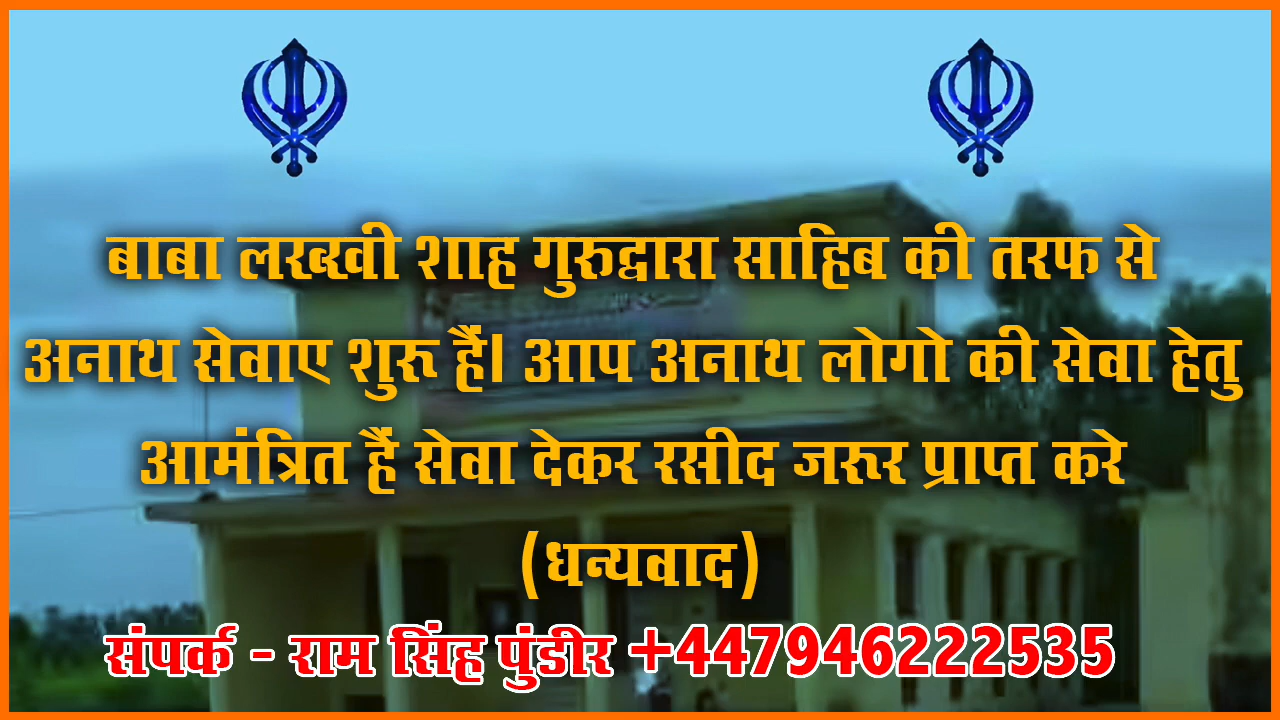 बाबा लख्खी शाह गुरुद्वारा साहिब की तरफ से
अनाथ सेवाए शुरू हैं। आप अनाथ लोगो की सेवा हेतु
आमंत्रित हैं सेवा देकर रसीद जरूर प्राप्त करे
(धन्यवाद)
संपर्क - राम सिंह पुंडीर +447946222535